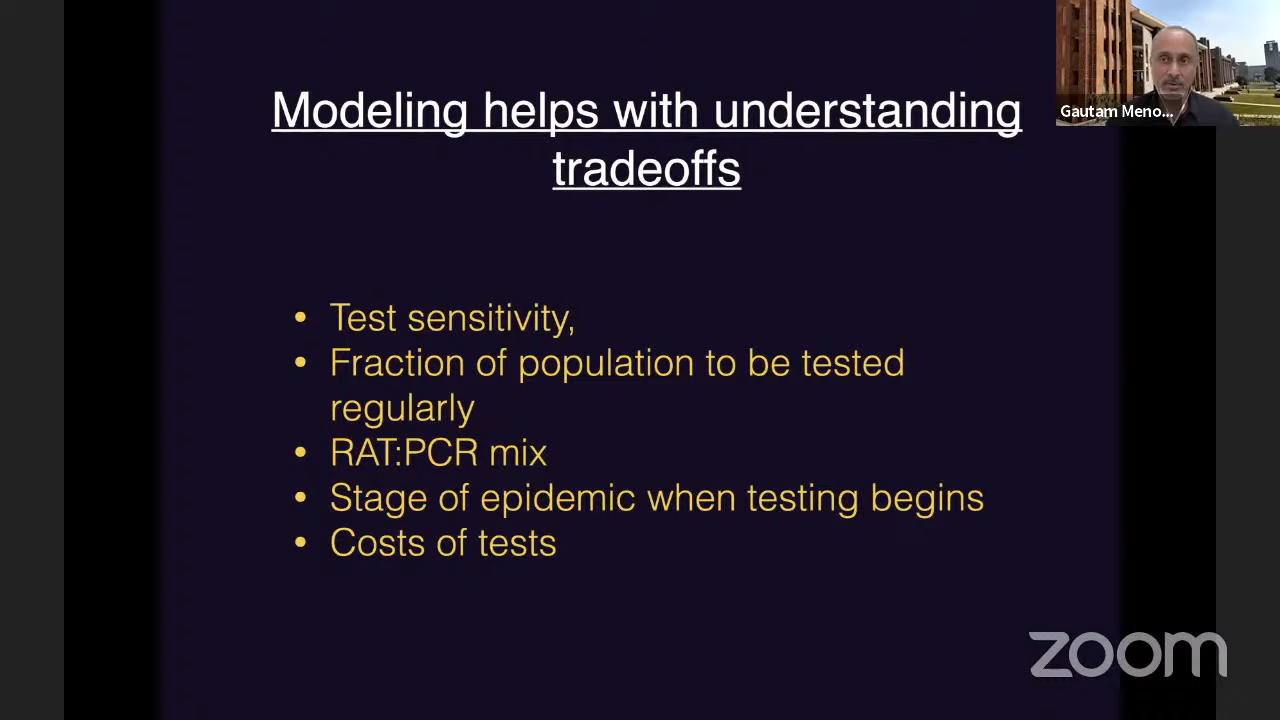 Modeling helps with understanding
tradeoffs
Gautam Meno...
• Test sensitivity,
• Fraction of population to be tested
regularly
• RAT:PCR mix
• Stage of epidemic when testing begins
• Costs of tests
zoom